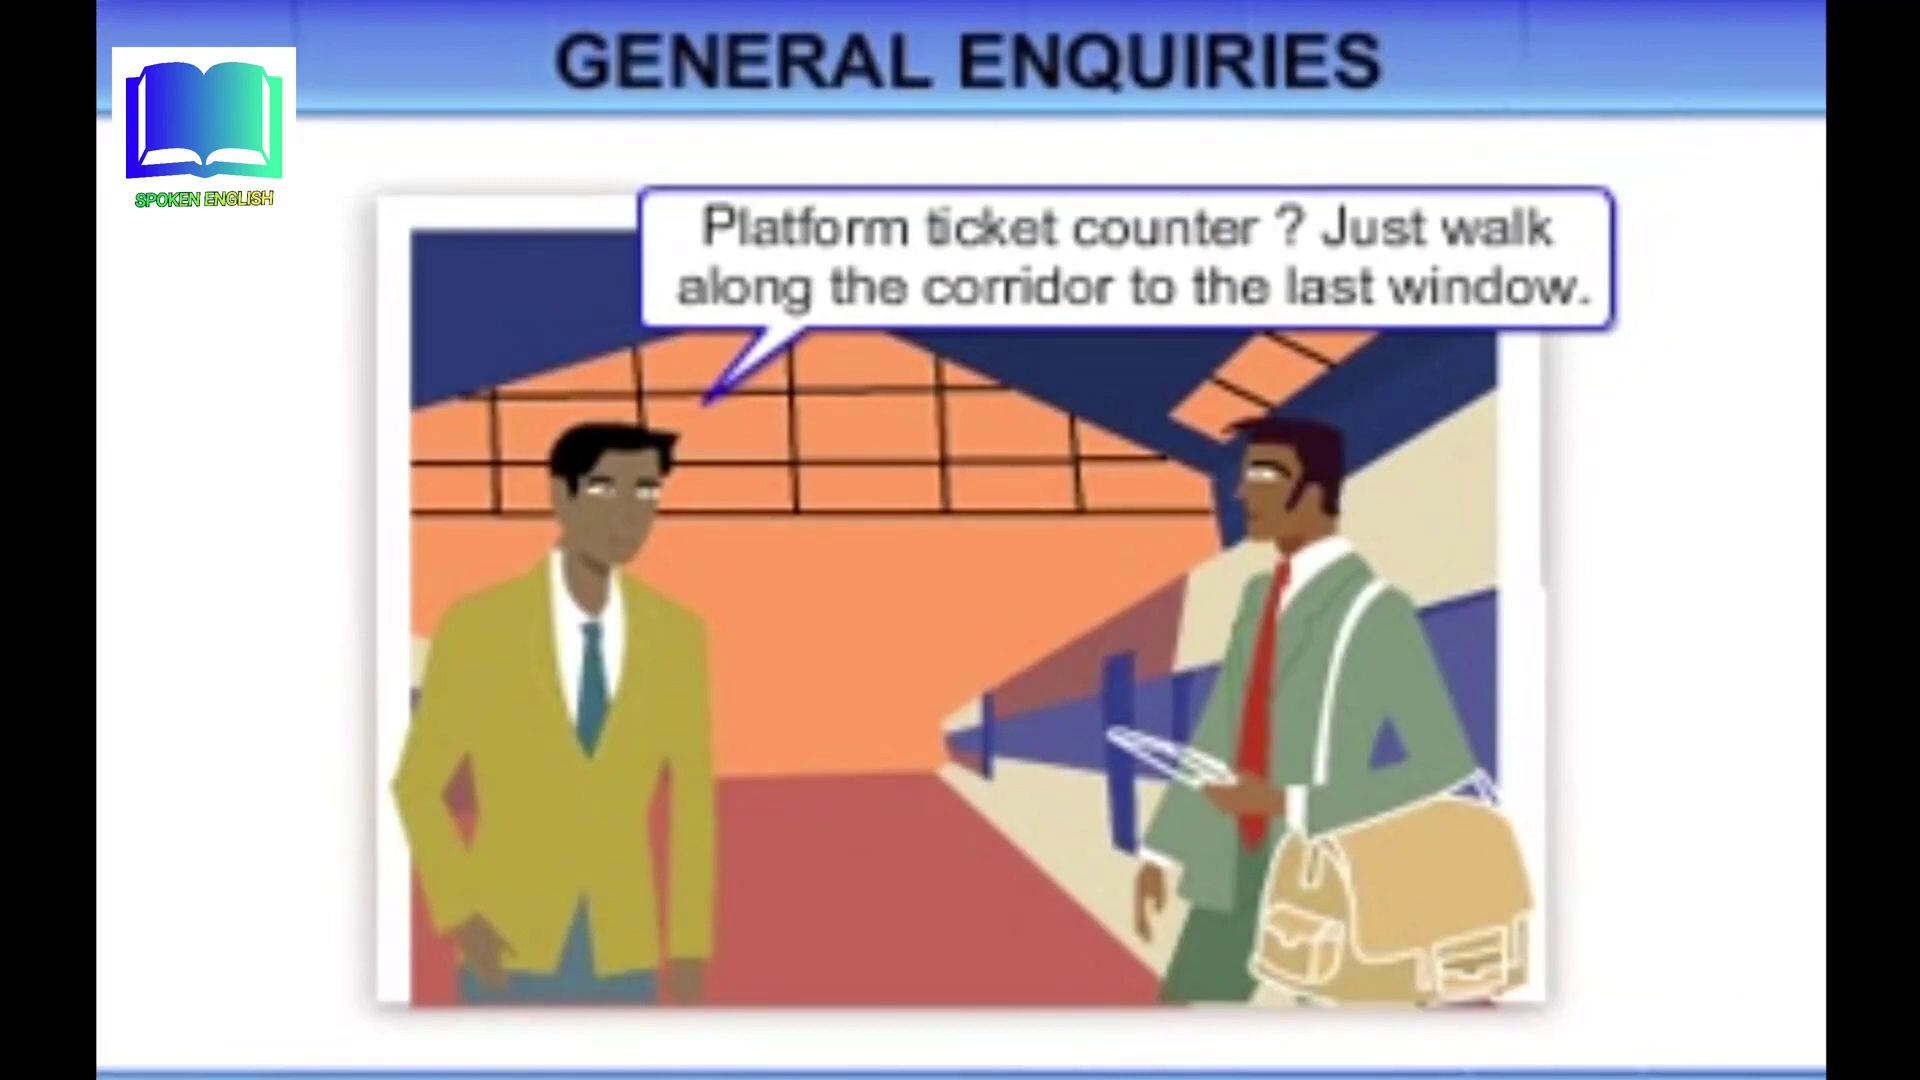 GENERAL ENQUIRIES
SPOKEN ENGLISH
Platform ticket counter ? Just walk
along the corridor to the last window.